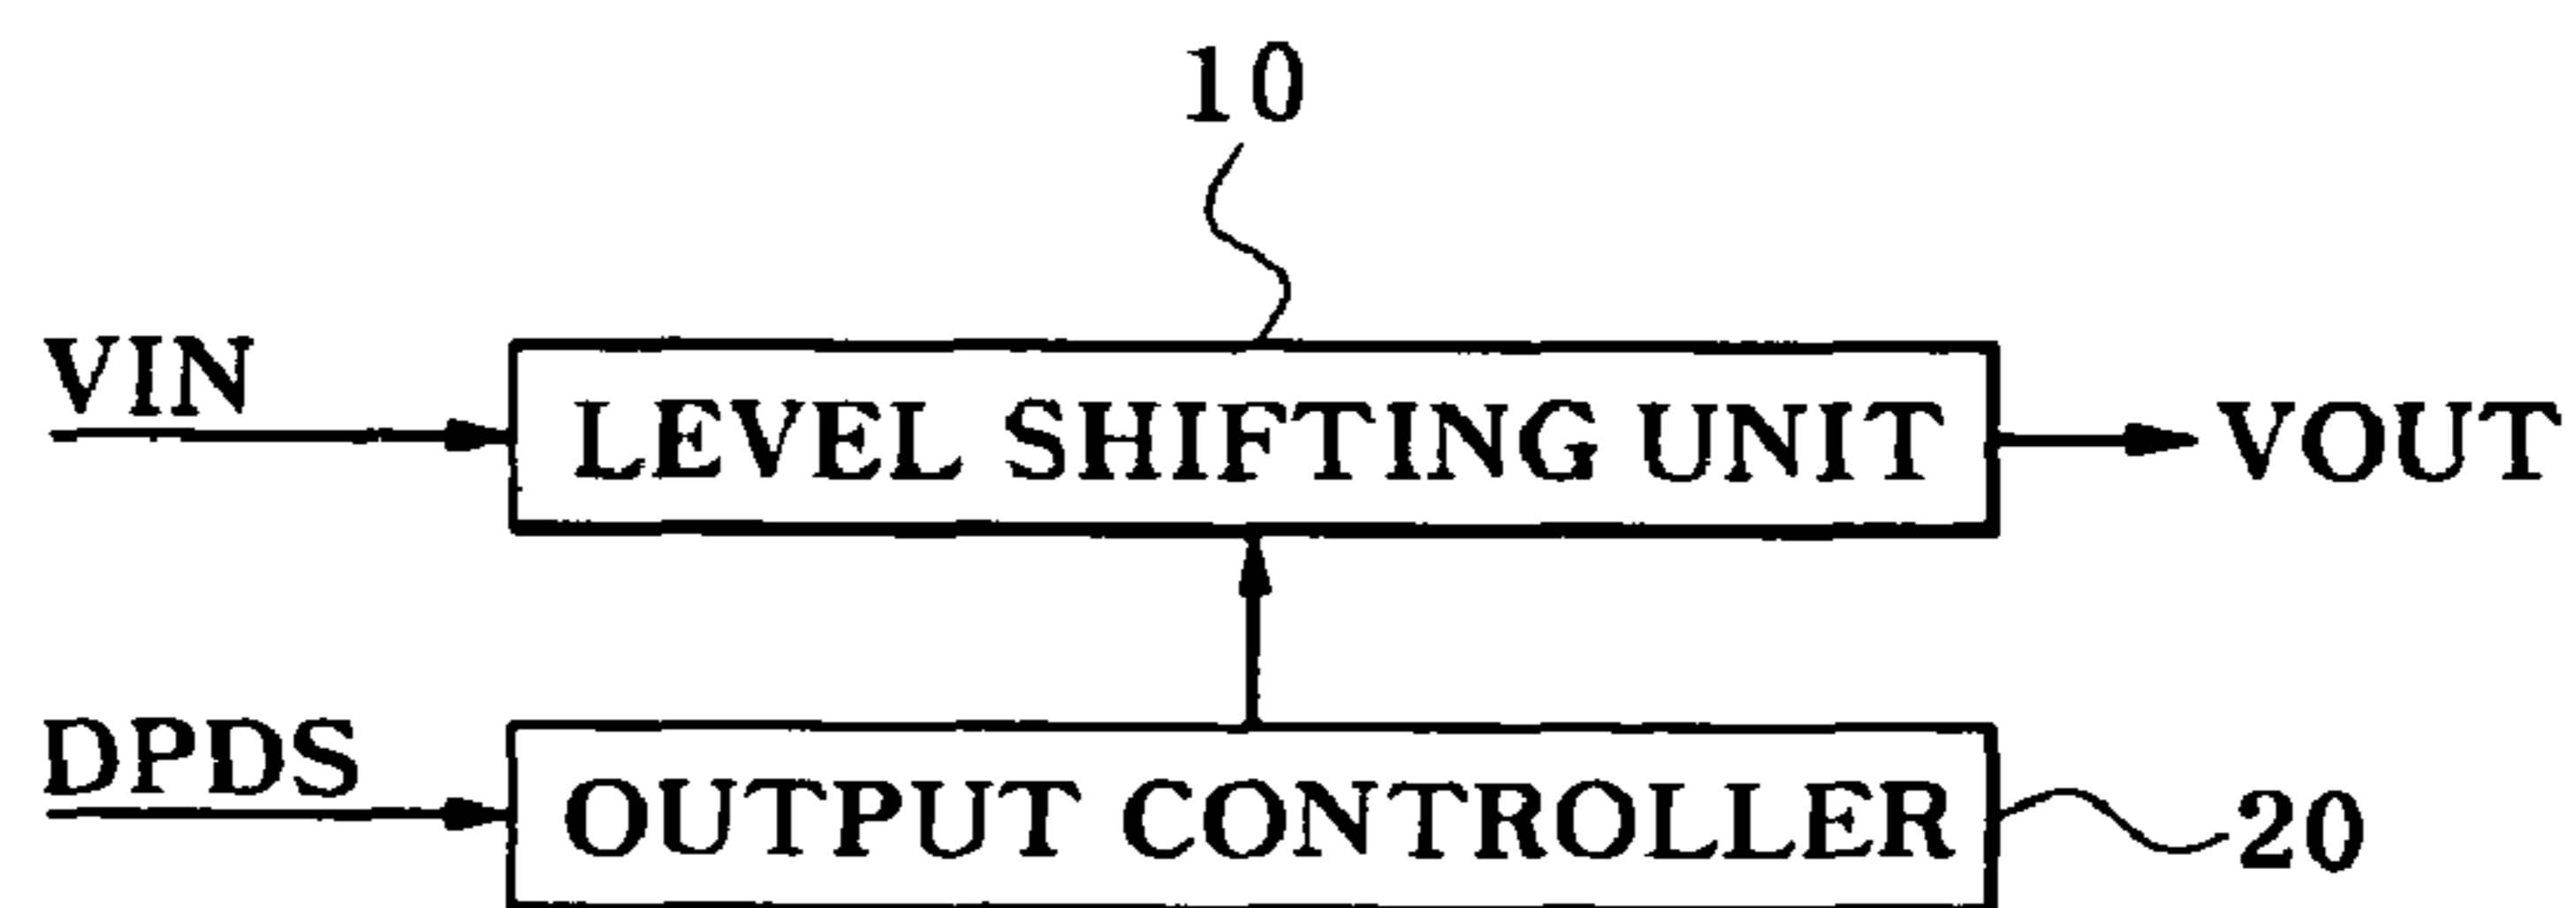 10
VIN
LEVEL SHIFTING UNIT
VOUT
DPDS
OUTPUT CONTROLLER
20